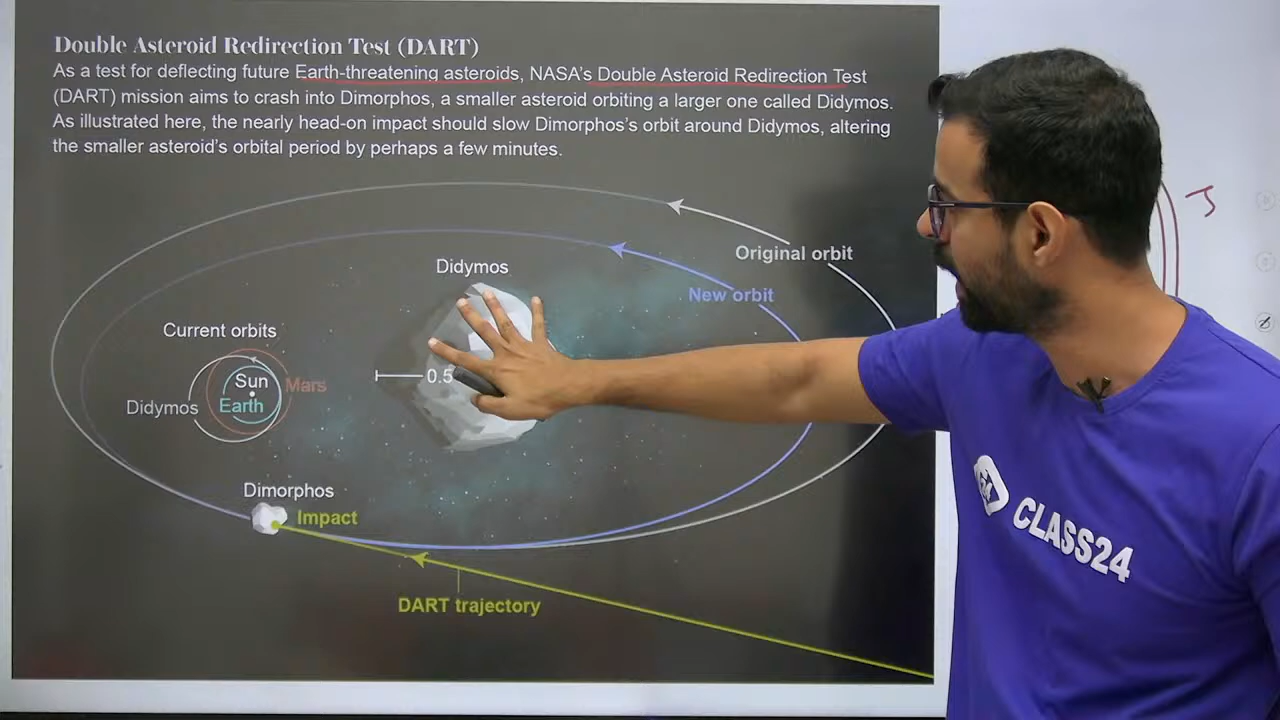 Double Asteroid Redirection Test (DART)
As a test for deflecting future Earth-threatening asteroids, NASA's Double Asteroid Redirection Test
(DART) mission aims to crash into Dimorphos, a smaller asteroid orbiting a larger one called Didymos.
As illustrated here, the nearly head-on impact should slow Dimorphos's orbit around Didymos, altering
the smaller asteroid's orbital period by perhaps a few minutes.
J
Original orbit
Didymos
New orbit
Current orbits
Sun
Mars
0.5
Didymos
Earth
Dimorphos
Impact
DART trajectory
24
CLASS24